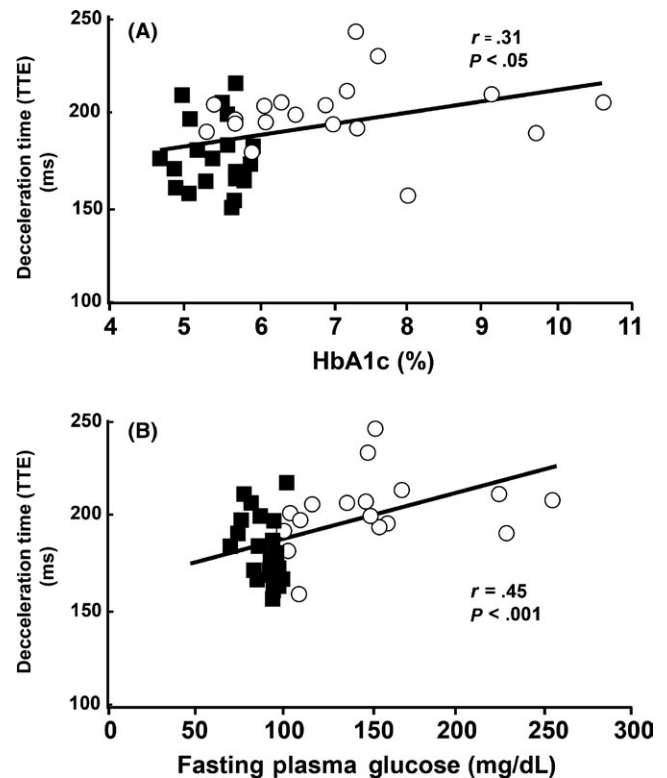 (A)
r = .31
P < .05
250
200
150
100
Decceleration time (TTE)
(ms)
4 5 6 7 8 9 10 11
HbA1c (%)
(B)
250
200
150
100
Decceleration time (TTE)
(ms)
r = .45
P < .001
0 50 100 150 200 250 300
Fasting plasma glucose (mg/dL)